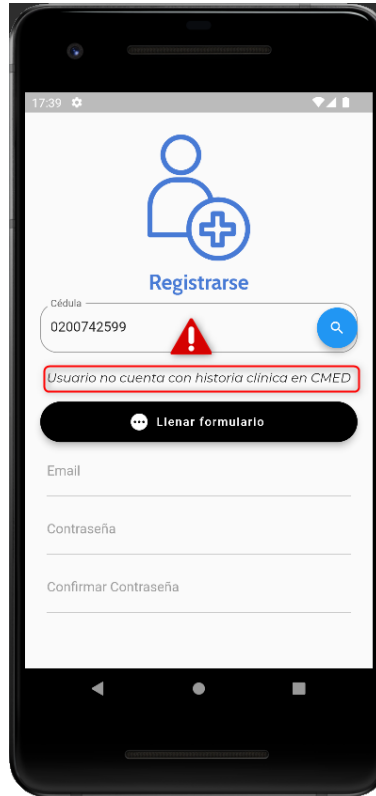 17:39
Registrarse
Cédula
0200742599
Usuario no cuenta con historia clínica en CMED
Llenar formulario
Email
Contraseña
Confirmar Contraseña